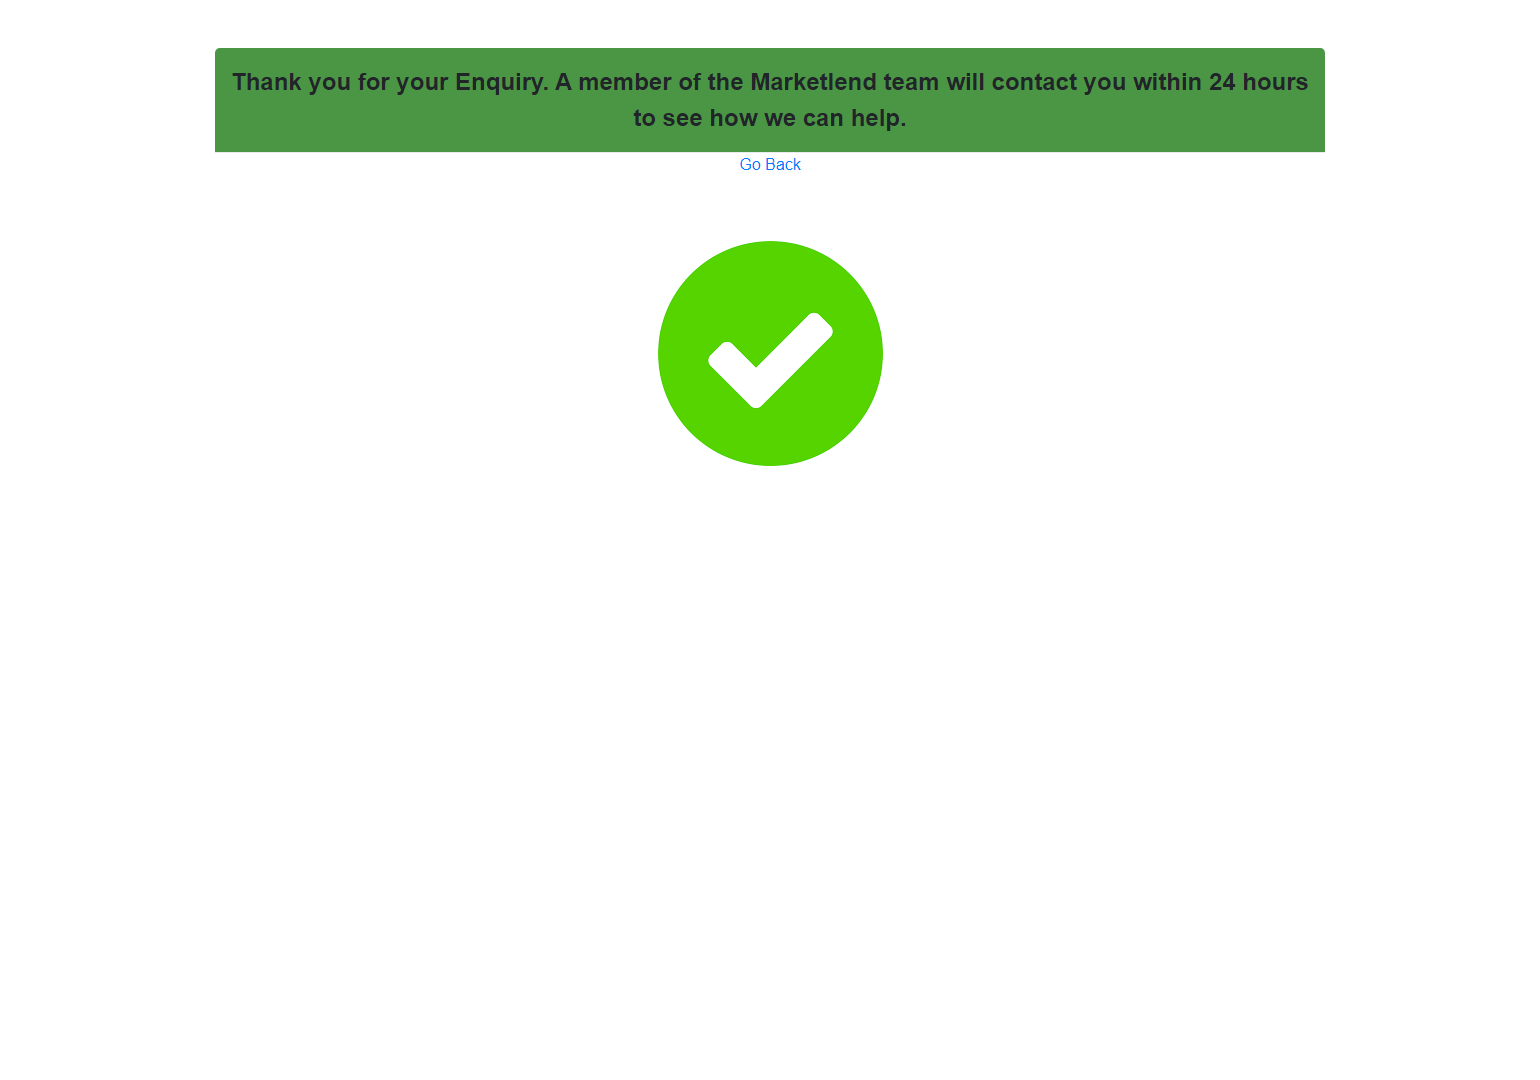 Thank you for your Enquiry. A member of the Marketlend team will contact you within 24 hours
to see how we can help.
Go Back